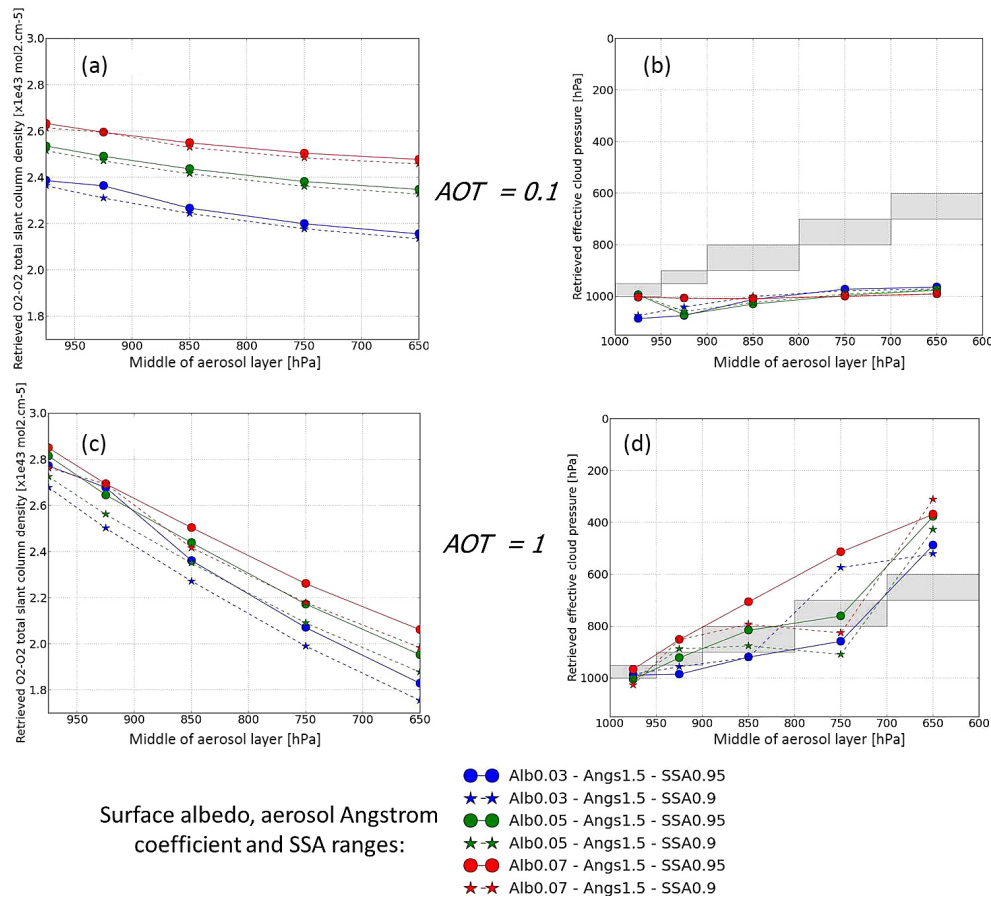 Retrieved O2-O2 total slant column density [x1e43 mol2.cm-5]
3.0
2.8
2.6
2.4
2.2
2.0
1.8
(a)
950 900 850 800 750 700 650
Middle of aerosol layer [hPa]
AOT = 0.1
Retrieved effective cloud pressure [hPa]
0
200
400
600
800
1000
(b)
1000 950 900 850 800 750 700 650 600
Middle of aerosol layer [hPa]
Retrieved O2-O2 total slant column density [x1e43 mol2.cm-5]
3.0
2.8
2.6
2.4
2.2
2.0
1.8
(c)
950 900 850 800 750 700 650
Middle of aerosol layer [hPa]
AOT = 1
Retrieved effective cloud pressure [hPa]
0
200
400
600
800
1000
(d)
1000 950 900 850 800 750 700 650 600
Middle of aerosol layer [hPa]
Surface albedo, aerosol Angstrom
coefficient and SSA ranges:
Alb0.03 - Angs1.5 - SSA0.95
Alb0.03 - Angs1.5 - SSA0.9
Alb0.05 - Angs1.5 - SSA0.95
Alb0.05 - Angs1.5 - SSA0.9
Alb0.07 - Angs1.5 - SSA0.95
Alb0.07 - Angs1.5 - SSA0.9